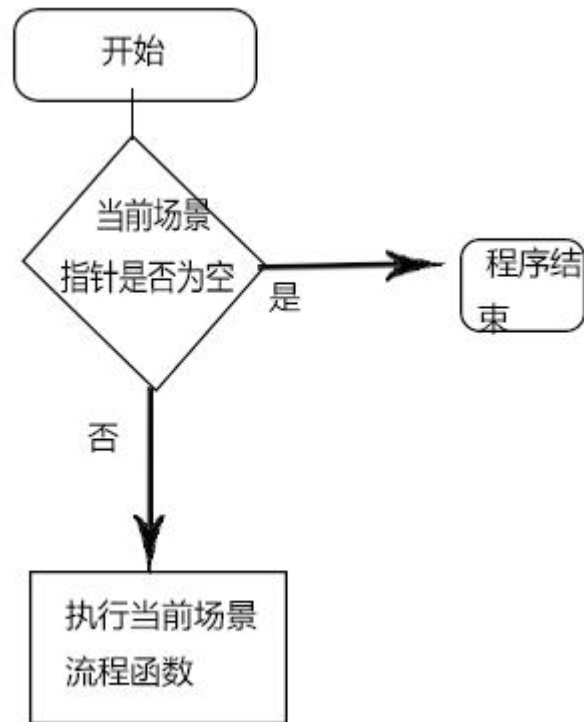 开始
当前场景
指针是否为空
是
程序结
束
否
执行当前场景
流程函数